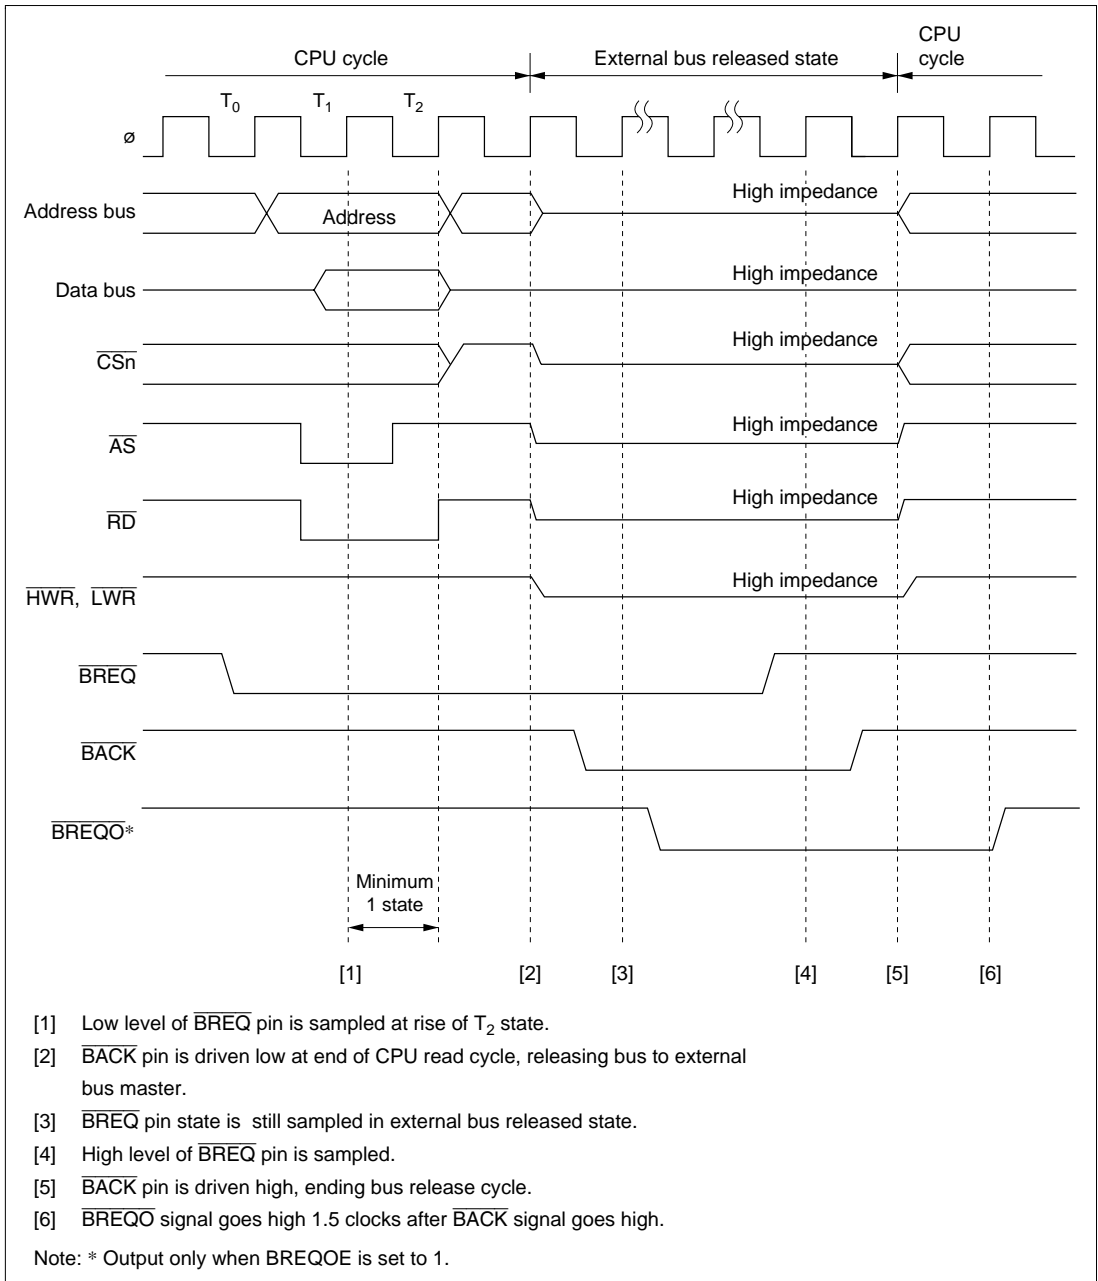 CPU cycle
External bus released state
CPU
cycle
T0
T1
T2
ø
Address bus
Address
High impedance
Data bus
High impedance
CSn
High impedance
AS
High impedance
RD
High impedance
HWR, LWR
High impedance
BREQ
BACK
BREQO*
Minimum
1 state
[1]
[2]
[3]
[4]
[5]
[6]
[1] Low level of BREQ pin is sampled at rise of T2 state.
[2] BACK pin is driven low at end of CPU read cycle, releasing bus to external
bus master.
[3] BREQ pin state is still sampled in external bus released state.
[4] High level of BREQ pin is sampled.
[5] BACK pin is driven high, ending bus release cycle.
[6] BREQO signal goes high 1.5 clocks after BACK signal goes high.
Note: * Output only when BREQOE is set to 1.